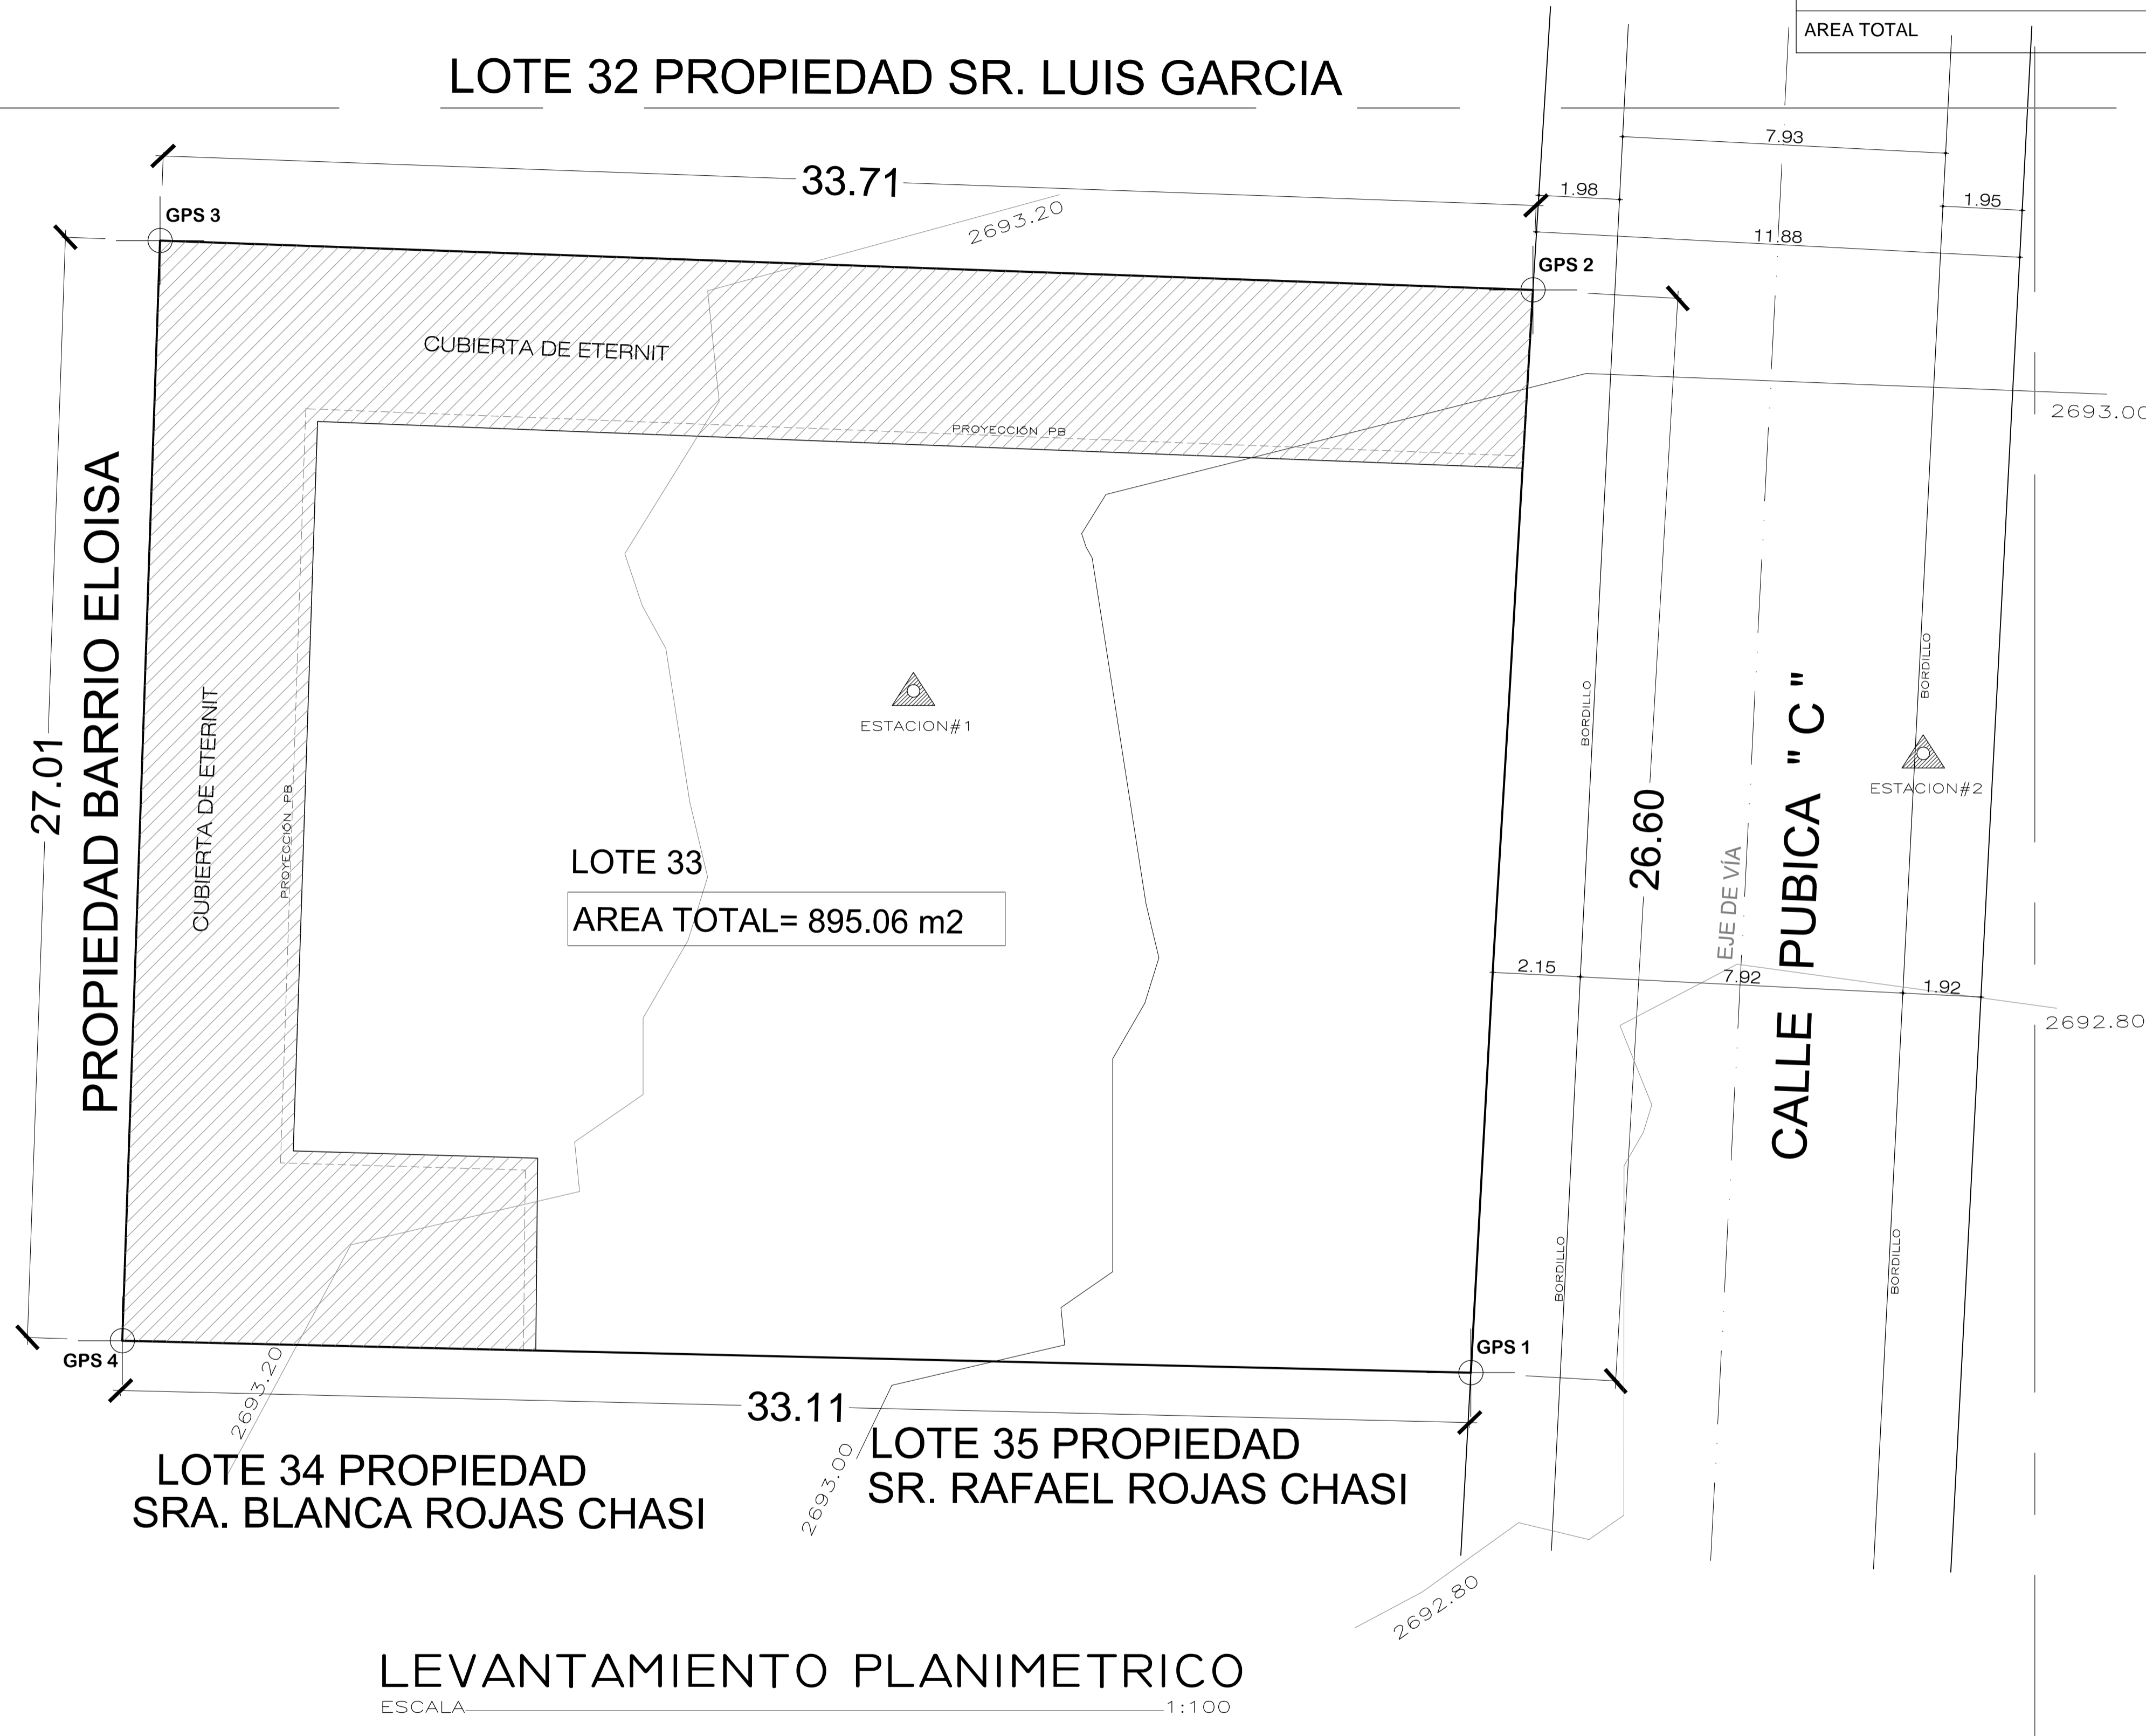 AREA TOTAL
LOTE 32 PROPIEDAD SR. LUIS GARCIA
7.93
33.71
1.98
1.95
GPS 3
2693.20
11.88
GPS 2
CUBIERTA DE ETERNIT
2693.00
PROYECCIÓN PB
PROPIEDAD BARRIO ELOISA
27.01
CUBIERTA DE ETERNIT
PROYECCIÓN PB
ESTACION#1
BORDILLO
BORDILLO
ESTACION#2
26.60
CALLE PUBICA " C "
EJE DE VÍA
LOTE 33
AREA TOTAL= 895.06 m2
2.15
7.92
1.92
2692.80
BORDILLO
BORDILLO
GPS 4
GPS 1
2693.20
33.11
2693.00
LOTE 34 PROPIEDAD
SRA. BLANCA ROJAS CHASI
LOTE 35 PROPIEDAD
SR. RAFAEL ROJAS CHASI
2692.80
LEVANTAMIENTO PLANIMETRICO
ESCALA 1:100